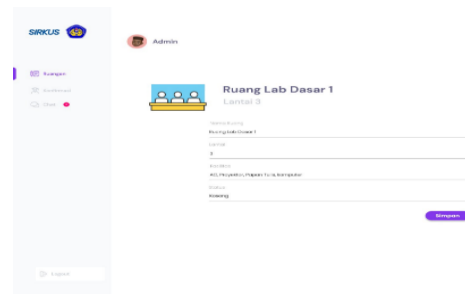 SIRKUS
Admin
Ruangan
Chat
Ruang Lab Dasar 1
Lantai 3
Nama Ruang
Ruang Lab Dasar 1
Lantai
3
Fasilitas
AC, Proyektor, Papan Tulis, Komputer
Status
Kosong
Simpan
Logout